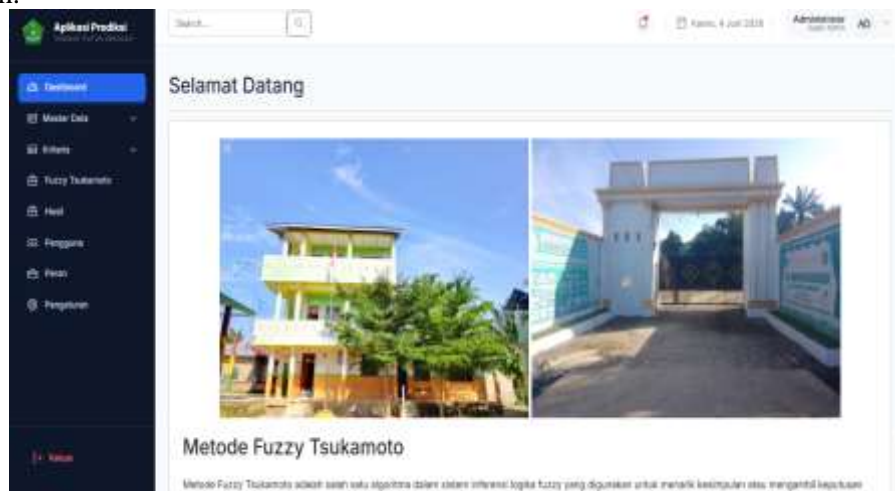 Aplikasi Prediksi
Search...
Kamis, 4 Juni 2026
Administrator
AD
Dashboard
Master Data
Kriteria
Fuzzy Tsukamoto
Hasil
Pengguna
Peran
Pengaturan
Keluar
Selamat Datang
Metode Fuzzy Tsukamoto
Metode Fuzzy Tsukamoto adalah salah satu algoritma dalam sistem inferensi logika fuzzy yang digunakan untuk menarik kesimpulan atau mengambil keputusan